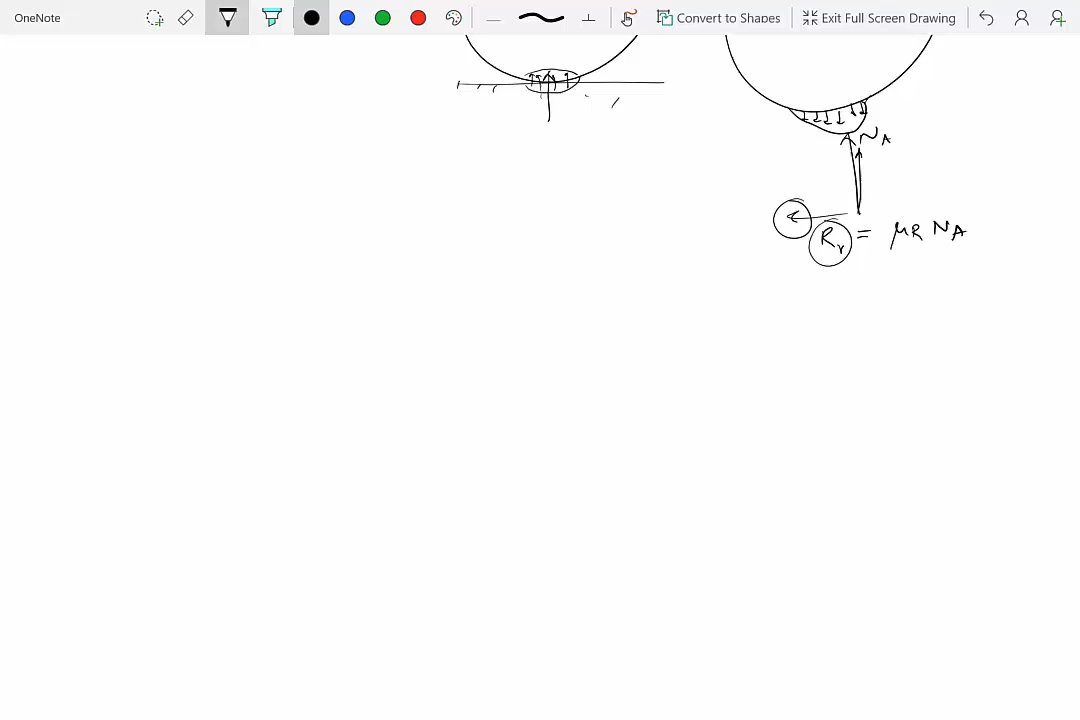 OneNote
Convert to Shapes
Exit Full Screen Drawing
N_A
R_r = μ_R N_A